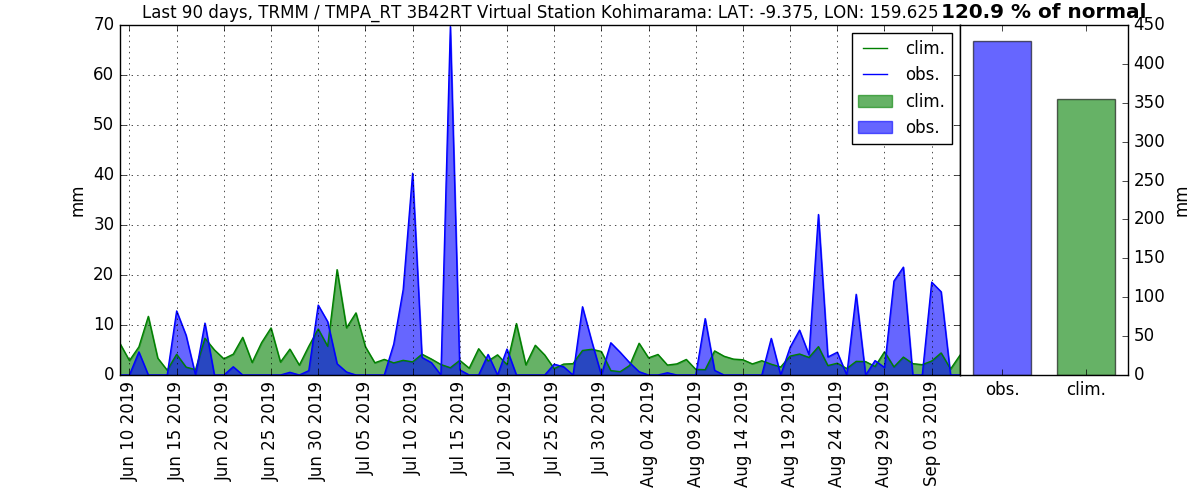 Last 90 days, TRMM / TMPA_RT 3B42RT Virtual Station Kohimarama: LAT: -9.375, LON: 159.625 120.9 % of normal
70
60
50
40
30
20
10
0
mm
clim.
obs.
clim.
obs.
Jun 10 2019
Jun 15 2019
Jun 20 2019
Jun 25 2019
Jun 30 2019
Jul 05 2019
Jul 10 2019
Jul 15 2019
Jul 20 2019
Jul 25 2019
Jul 30 2019
Aug 04 2019
Aug 09 2019
Aug 14 2019
Aug 19 2019
Aug 24 2019
Aug 29 2019
Sep 03 2019
450
400
350
300
250
200
150
100
50
0
mm
obs.
clim.